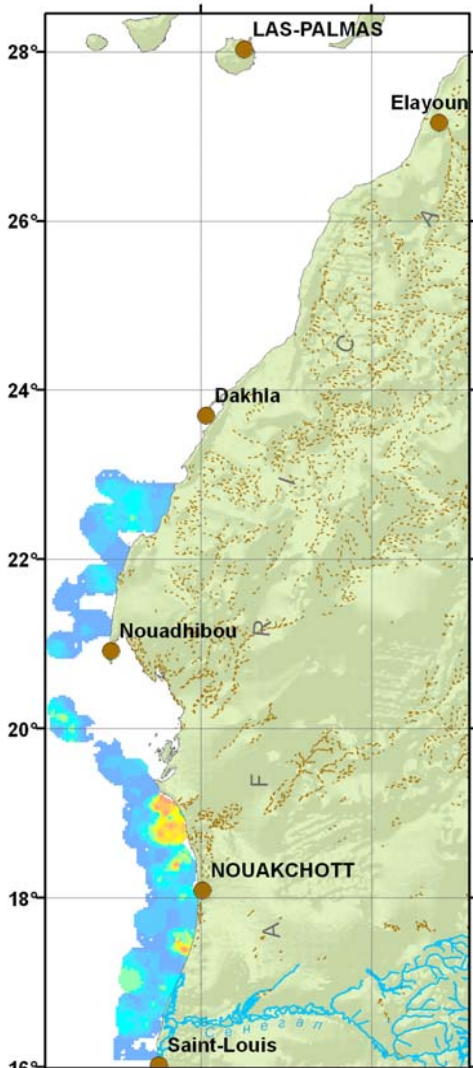 LAS-PALMAS
28°
Elayoun
26°
A
C
24°
Dakhla
I
22°
R
Nouadhibou
20°
F
NOUAKCHOTT
18°
A
Сенегал
Saint-Louis
16°